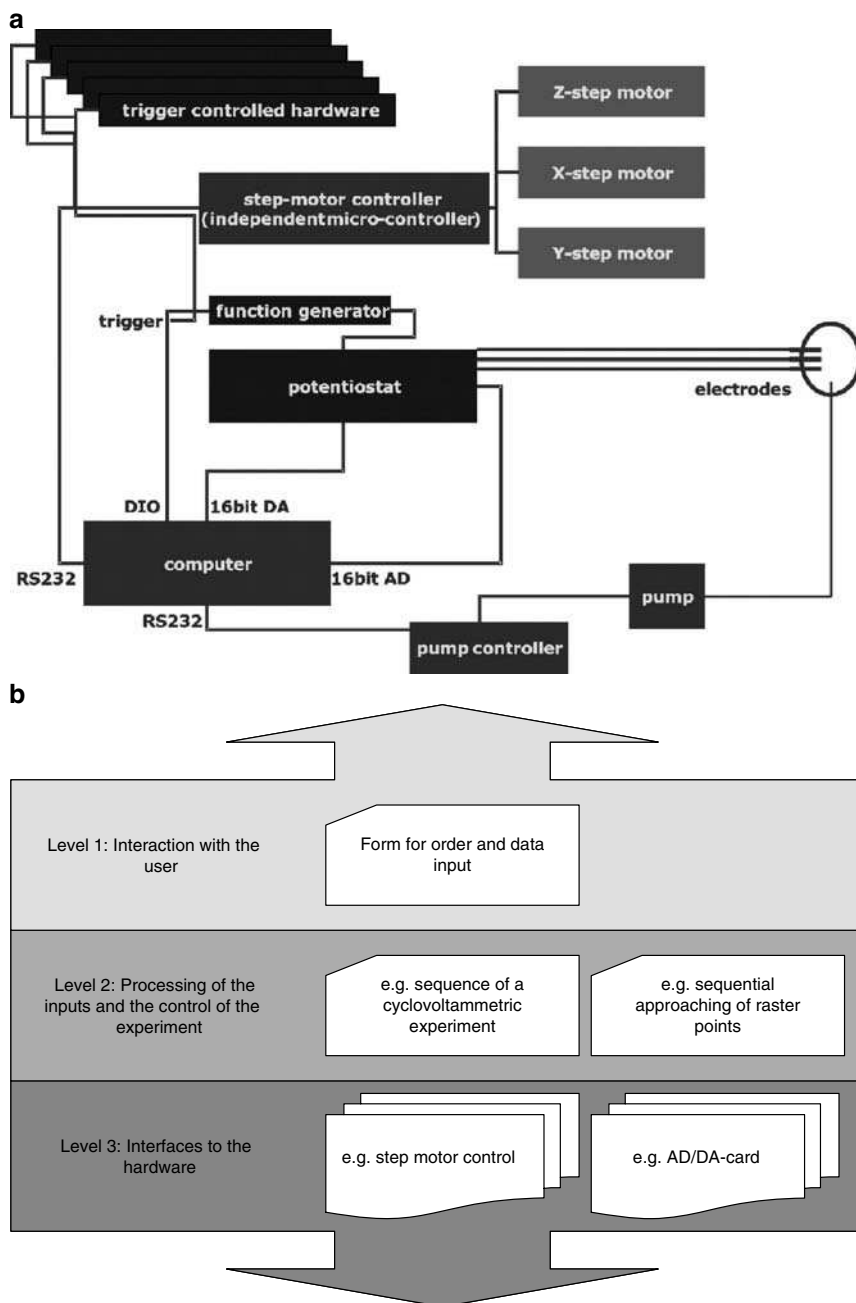 a
trigger controlled hardware
Z-step motor
step-motor controller
(independentmicro-controller)
X-step motor
Y-step motor
function generator
trigger
potentiostat
electrodes
DIO
16bit DA
computer
RS232
16bit AD
RS232
pump
pump controller
b
Level 1: Interaction with the
user
Form for order and data
input
Level 2: Processing of the
inputs and the control of the
experiment
e.g. sequence of a
cyclovoltammetric
experiment
e.g. sequential
approaching of raster
points
Level 3: Interfaces to the
hardware
e.g. step motor control
e.g. AD/DA-card